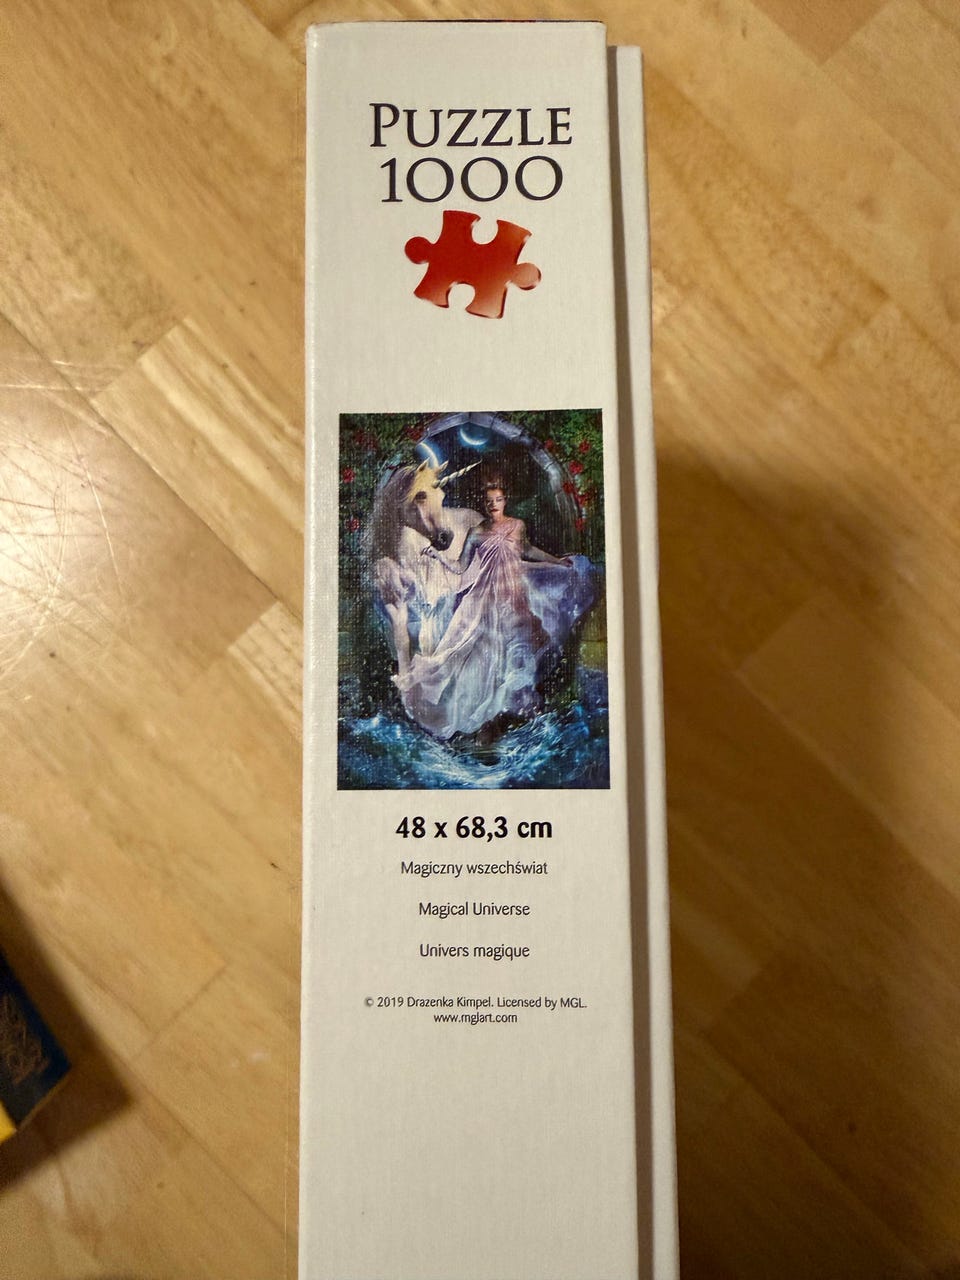 PUZZLE
1000
48 x 68,3 cm
Magiczny wszechświat
Magical Universe
Univers magique
© 2019 Drazenka Kimpel. Licensed by MGL.
www.mglart.com